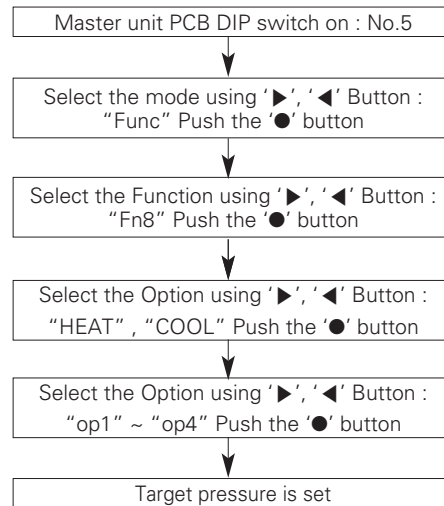 Master unit PCB DIP switch on : No.5
Select the mode using ‘▶’, ‘◀’ Button :
“Func” Push the ‘●’ button
Select the Function using ‘▶’, ‘◀’ Button :
“Fn8” Push the ‘●’ button
Select the Option using ‘▶’, ‘◀’ Button :
“HEAT” , “COOL” Push the ‘●’ button
Select the Option using ‘▶’, ‘◀’ Button :
“op1” ~ “op4” Push the ‘●’ button
Target pressure is set